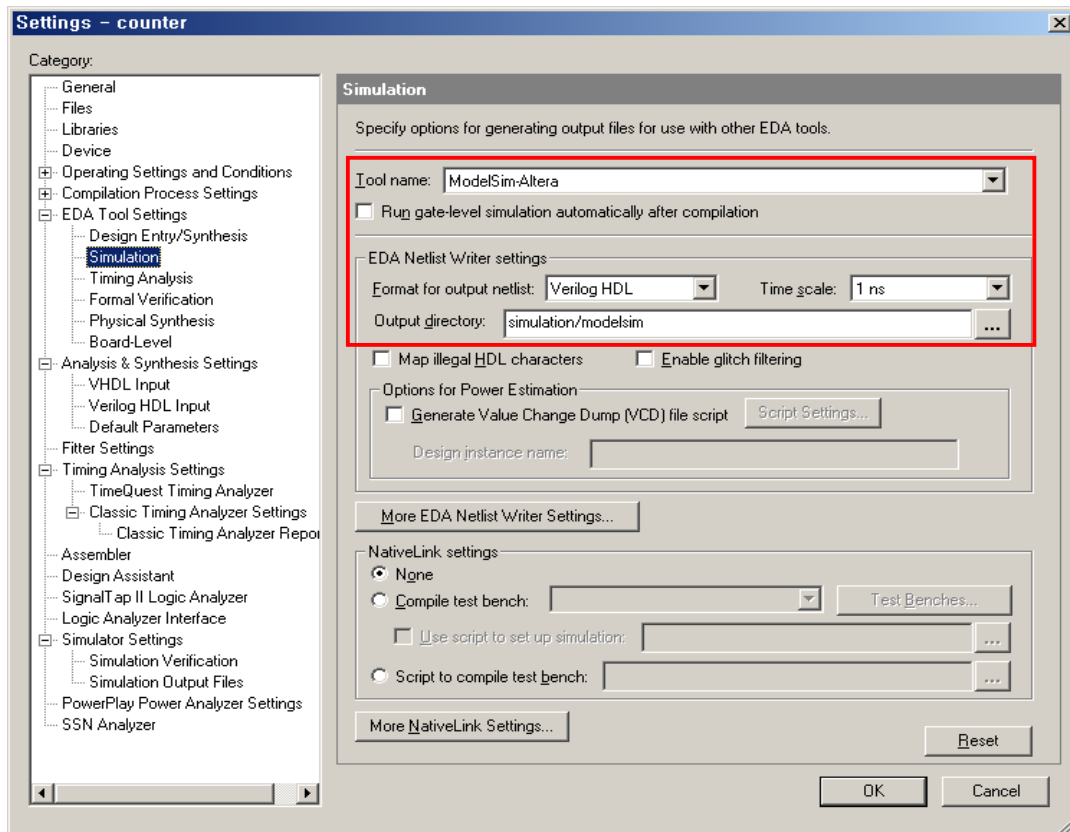 Settings - counter
Category:
General
Files
Libraries
Device
Operating Settings and Conditions
Compilation Process Settings
EDA Tool Settings
Design Entry/Synthesis
Simulation
Timing Analysis
Formal Verification
Physical Synthesis
Board-Level
Analysis & Synthesis Settings
VHDL Input
Verilog HDL Input
Default Parameters
Fitter Settings
Timing Analysis Settings
TimeQuest Timing Analyzer
Classic Timing Analyzer Settings
Classic Timing Analyzer Repor
Assembler
Design Assistant
SignalTap II Logic Analyzer
Logic Analyzer Interface
Simulator Settings
Simulation Verification
Simulation Output Files
PowerPlay Power Analyzer Settings
SSN Analyzer
Simulation
Specify options for generating output files for use with other EDA tools.
Tool name: ModelSim-Altera
Run gate-level simulation automatically after compilation
EDA Netlist Writer settings
Format for output netlist: Verilog HDL Time scale: 1 ns
Output directory: simulation/modelsim ...
Map illegal HDL characters Enable glitch filtering
Options for Power Estimation
Generate Value Change Dump (VCD) file script Script Settings...
Design instance name:
More EDA Netlist Writer Settings...
NativeLink settings
None
Compile test bench: Test Benches...
Use script to set up simulation: ...
Script to compile test bench: ...
More NativeLink Settings...
Reset
OK Cancel